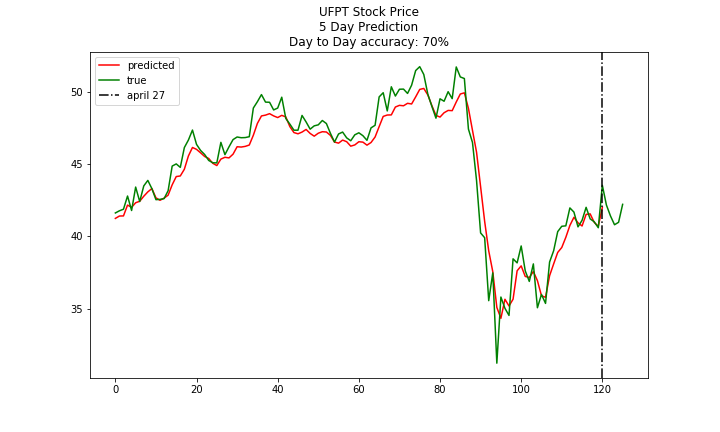 UFPT Stock Price
5 Day Prediction
Day to Day accuracy: 70%
predicted
true
april 27
50
45
40
35
0 20 40 60 80 100 120